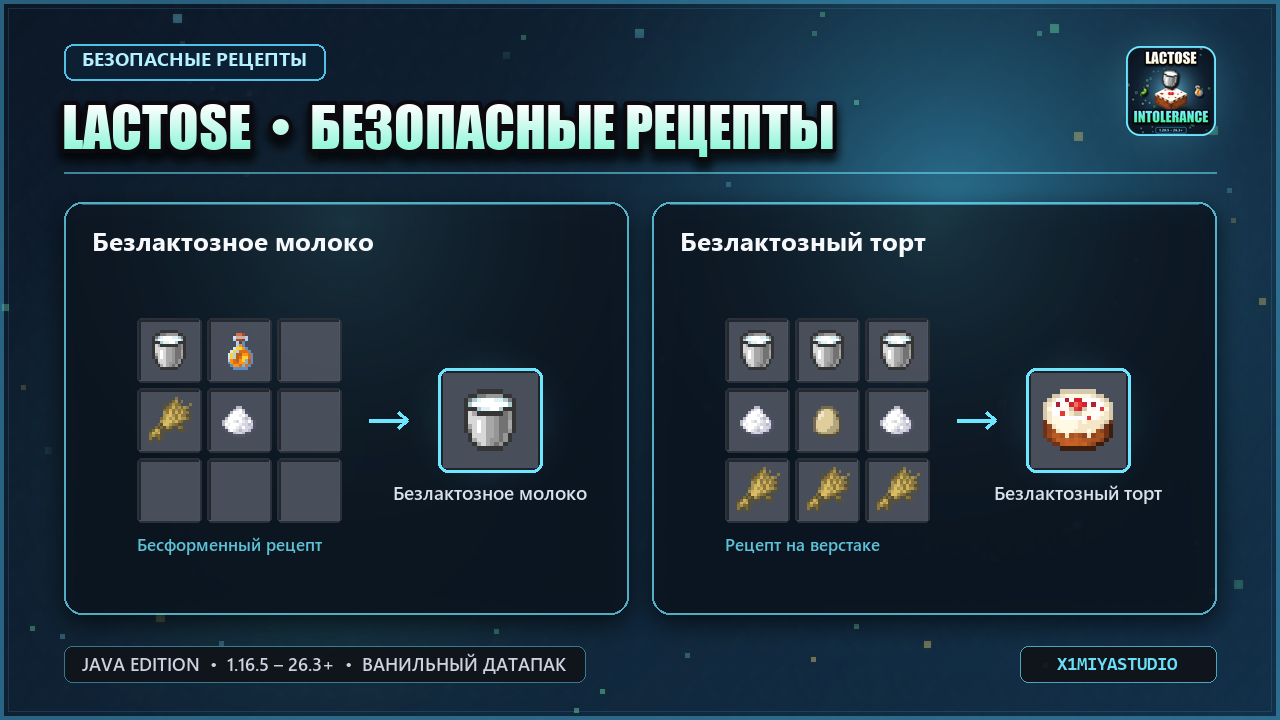 БЕЗОПАСНЫЕ РЕЦЕПТЫ
LACTOSE • БЕЗОПАСНЫЕ РЕЦЕПТЫ
LACTOSE
INTOLERANCE
Безлактозное молоко
Безлактозное молоко
Бесформенный рецепт
Безлактозный торт
Безлактозный торт
Рецепт на верстаке
JAVA EDITION • 1.16.5 – 26.3+ • ВАНИЛЬНЫЙ ДАТАПАК
X1MIYASTUDIO